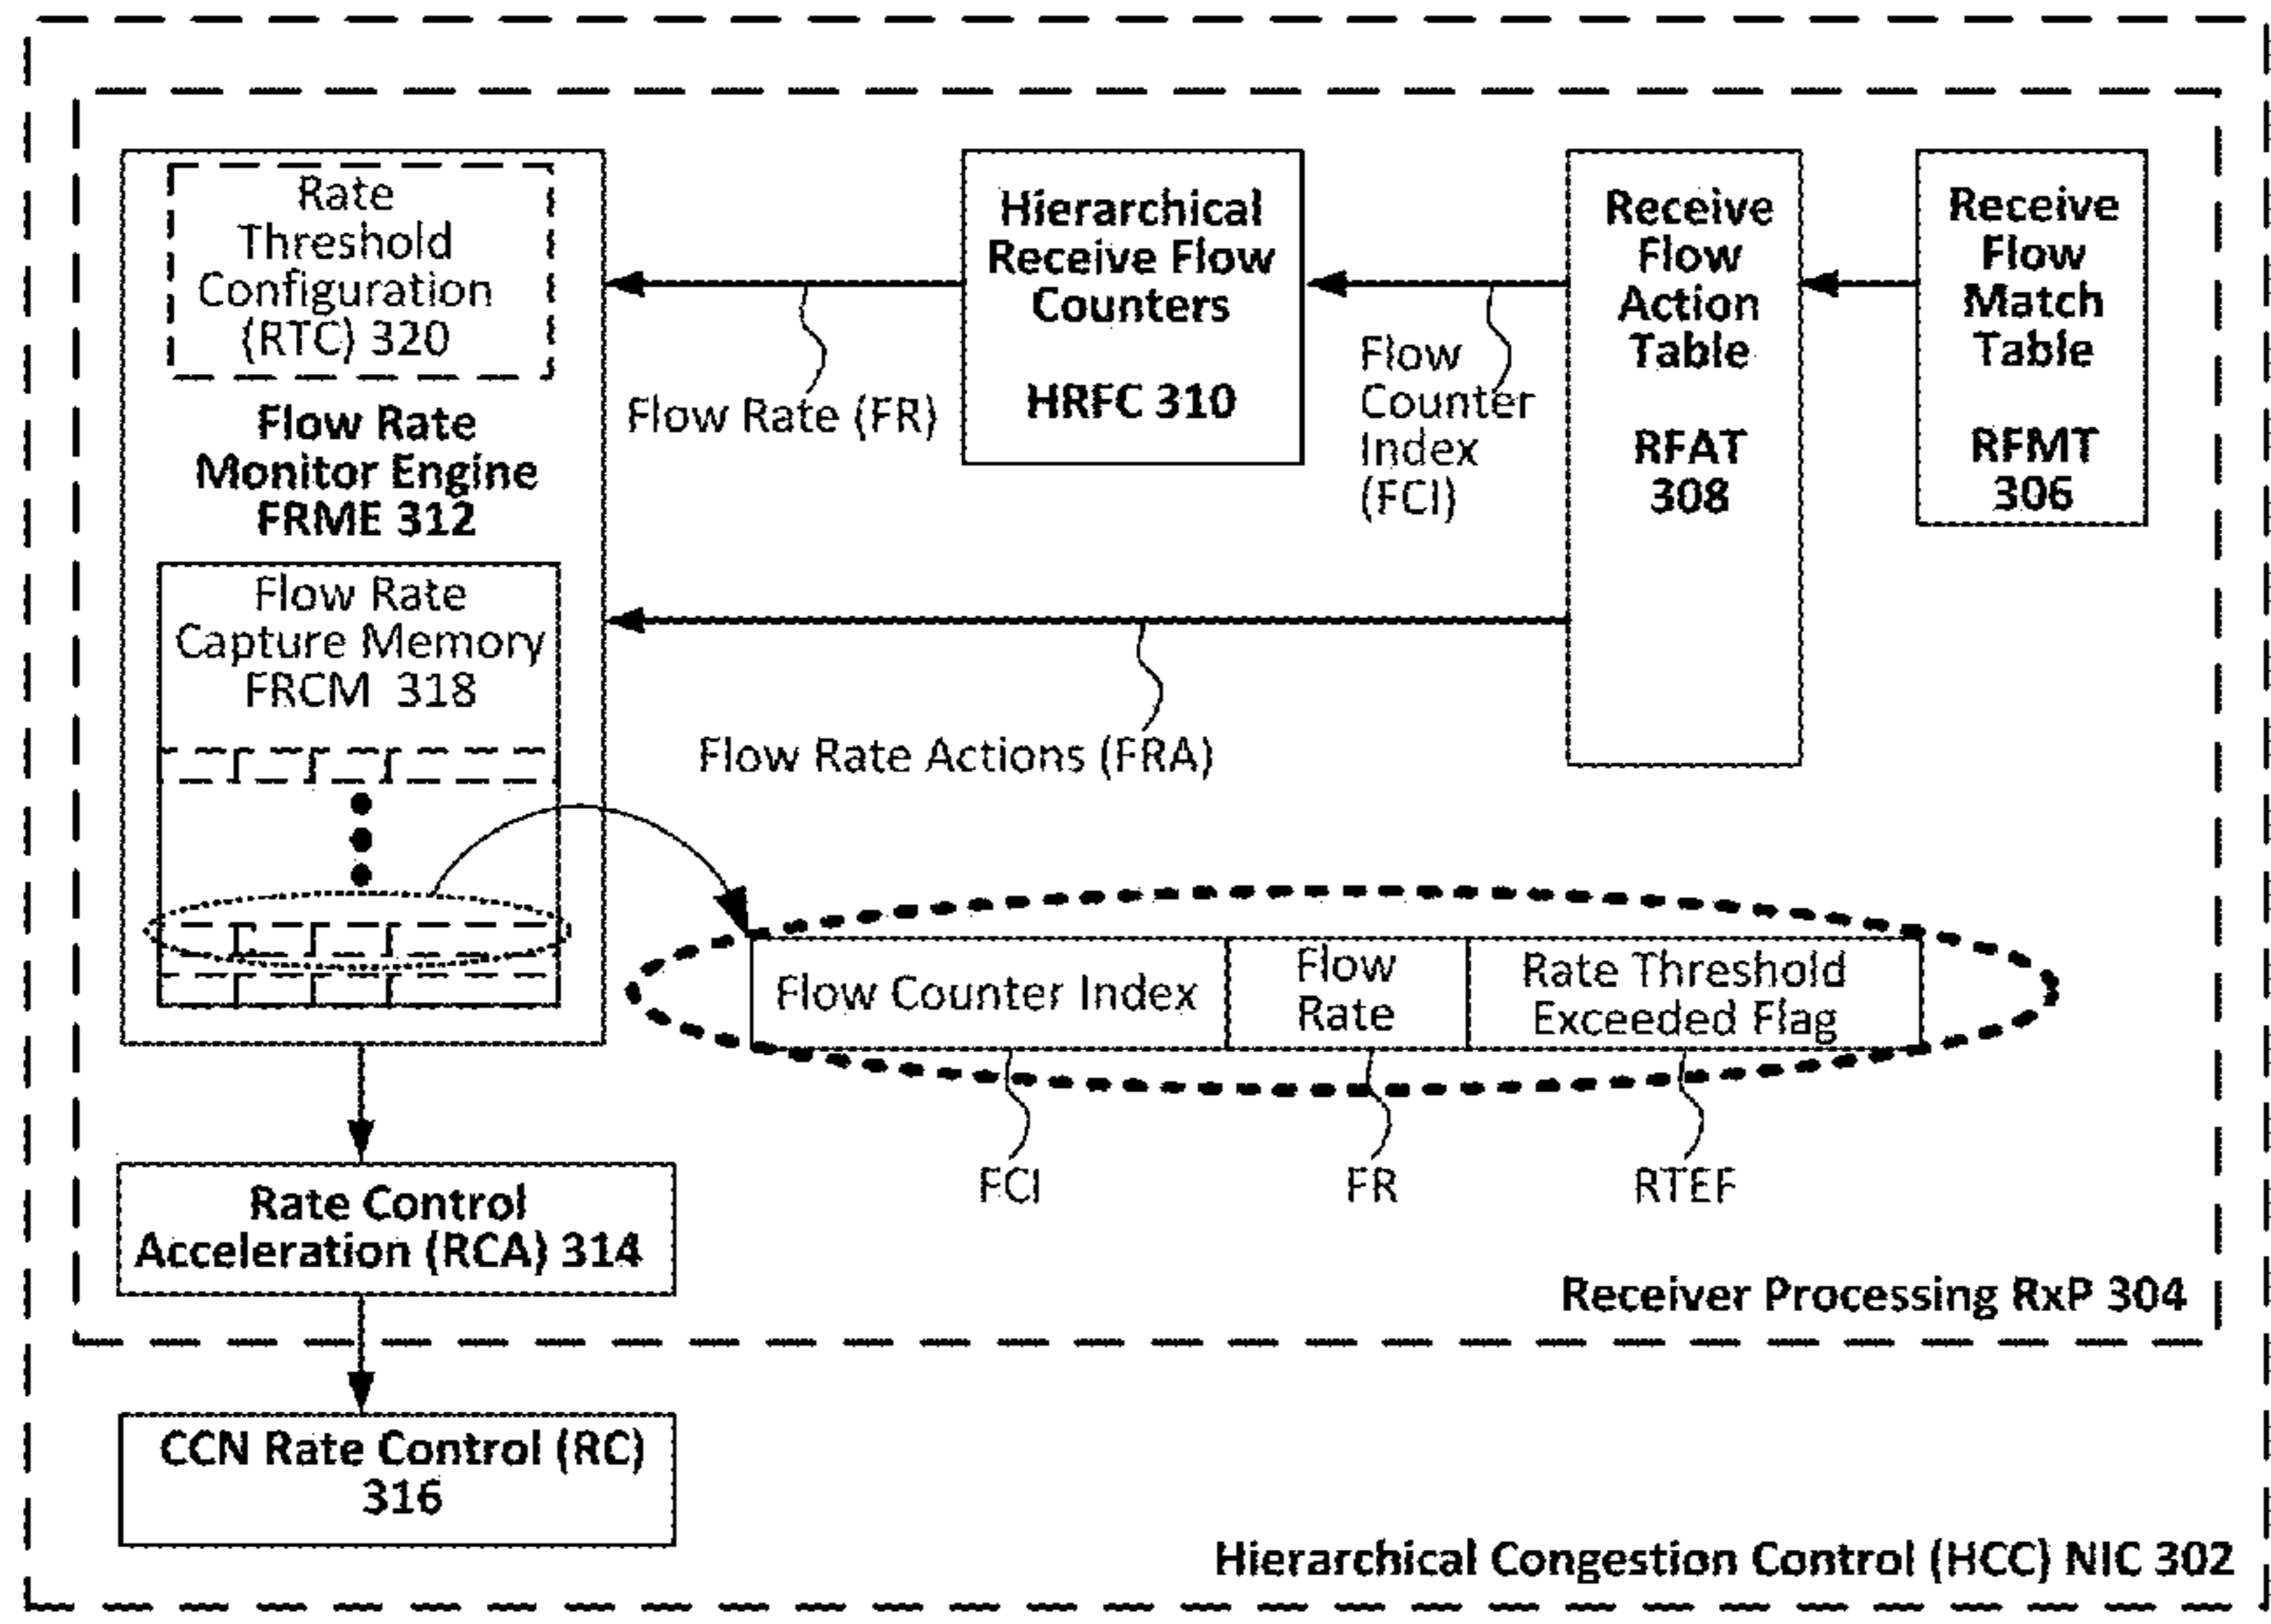 Rate
Threshold
Configuration
(RTC) 320
Flow Rate
Monitor Engine
FRME 312
Flow Rate
Capture Memory
FRCM 318
Flow Rate (FR)
Hierarchical
Receive Flow
Counters
HRFC 310
Flow
Counter
Index
(FCI)
Receive
Flow
Action
Table
RFAT
308
Receive
Flow
Match
Table
RFMT
306
Flow Rate Actions (FRA)
Flow Counter Index
Flow
Rate
Rate Threshold
Exceeded Flag
FCI
FR
RTEF
Rate Control
Acceleration (RCA) 314
Receiver Processing RxP 304
CCN Rate Control (RC)
316
Hierarchical Congestion Control (HCC) NIC 302